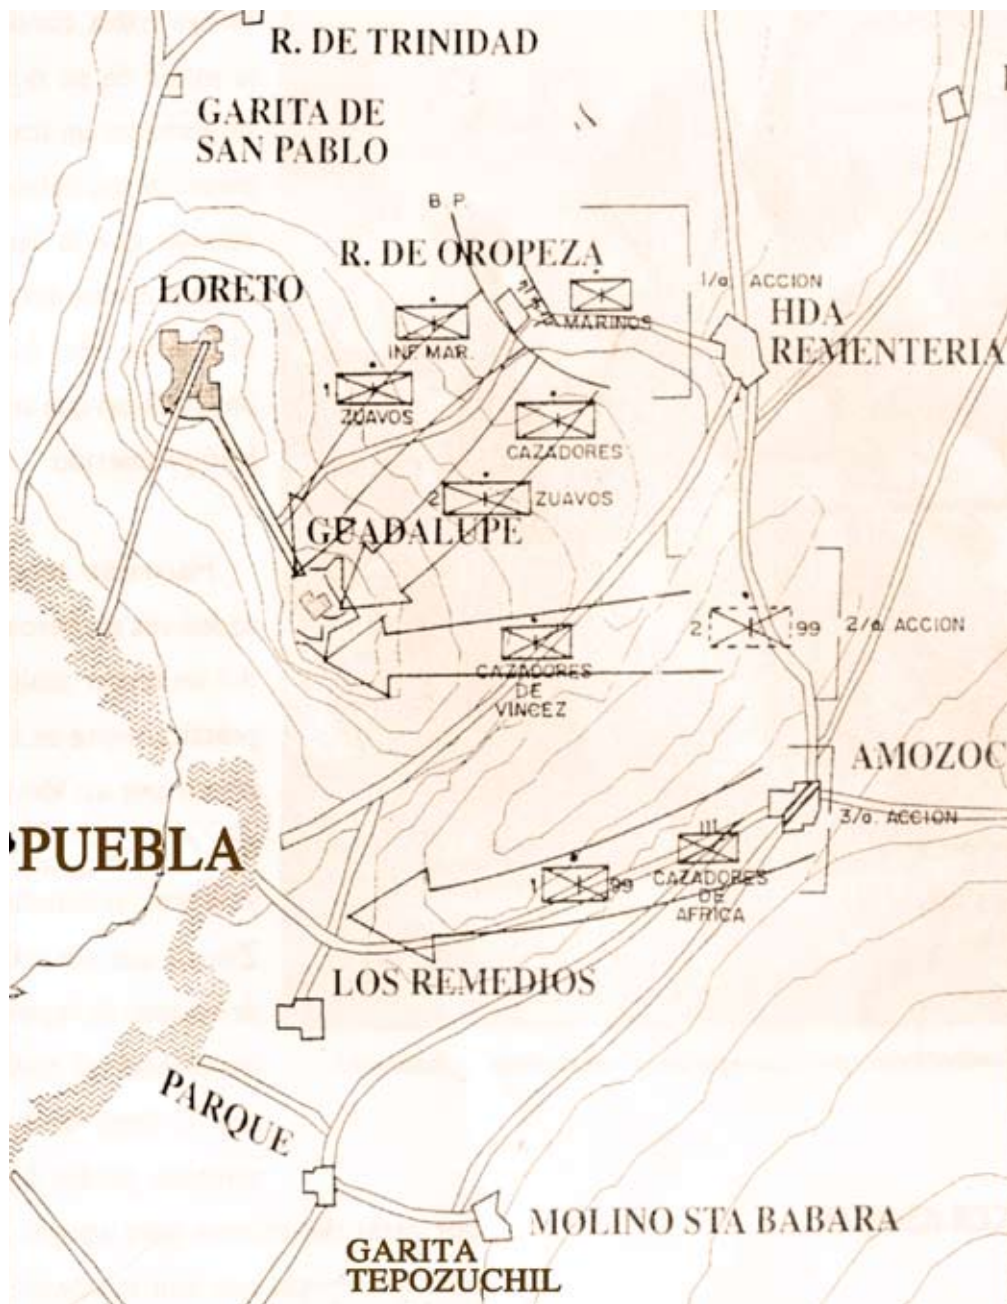 R. DE TRINIDAD
GARITA DE
SAN PABLO
B. P.
R. DE OROPEZA
LORETO
1/a. ACCION
MARINOS
HDA
REMENTERIA
INF MAR.
1
ZUAVOS
CAZADORES
2 ZUAVOS
GUADALUPE
2 99
2/a. ACCION
CAZADORES
DE
VINCEZ
AMOZOC
3/a. ACCION
PUEBLA
1 99
CAZADORES
DE
AFRICA
LOS REMEDIOS
PARQUE
MOLINO STA BABARA
GARITA
TEPOZUCHIL